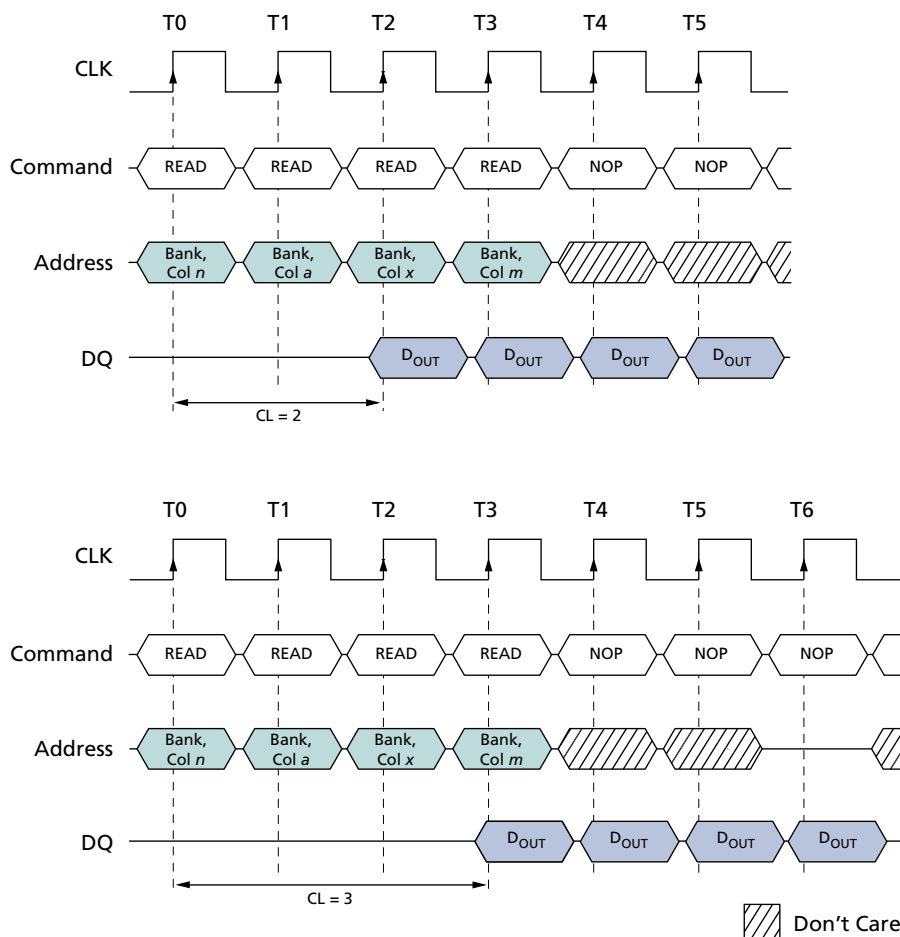 T0 T1 T2 T3 T4 T5
CLK
Command READ READ READ READ NOP NOP
Address Bank, Col n Bank, Col a Bank, Col x Bank, Col m
DQ DOUT DOUT DOUT DOUT
CL = 2
T0 T1 T2 T3 T4 T5 T6
CLK
Command READ READ READ READ NOP NOP NOP
Address Bank, Col n Bank, Col a Bank, Col x Bank, Col m
DQ DOUT DOUT DOUT DOUT
CL = 3
Don't Care